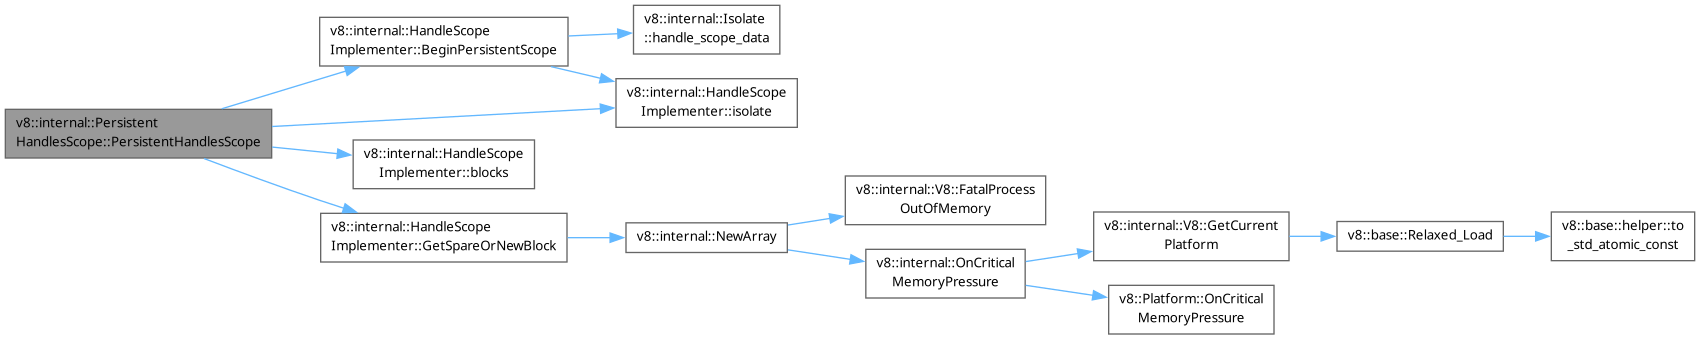 v8::internal::Persistent
HandlesScope::PersistentHandlesScope
v8::internal::HandleScope
Implementer::BeginPersistentScope
v8::internal::Isolate
::handle_scope_data
v8::internal::HandleScope
Implementer::isolate
v8::internal::HandleScope
Implementer::blocks
v8::internal::HandleScope
Implementer::GetSpareOrNewBlock
v8::internal::NewArray
v8::internal::V8::FatalProcess
OutOfMemory
v8::internal::OnCritical
MemoryPressure
v8::internal::V8::GetCurrent
Platform
v8::base::Relaxed_Load
v8::base::helper::to
_std_atomic_const
v8::Platform::OnCritical
MemoryPressure